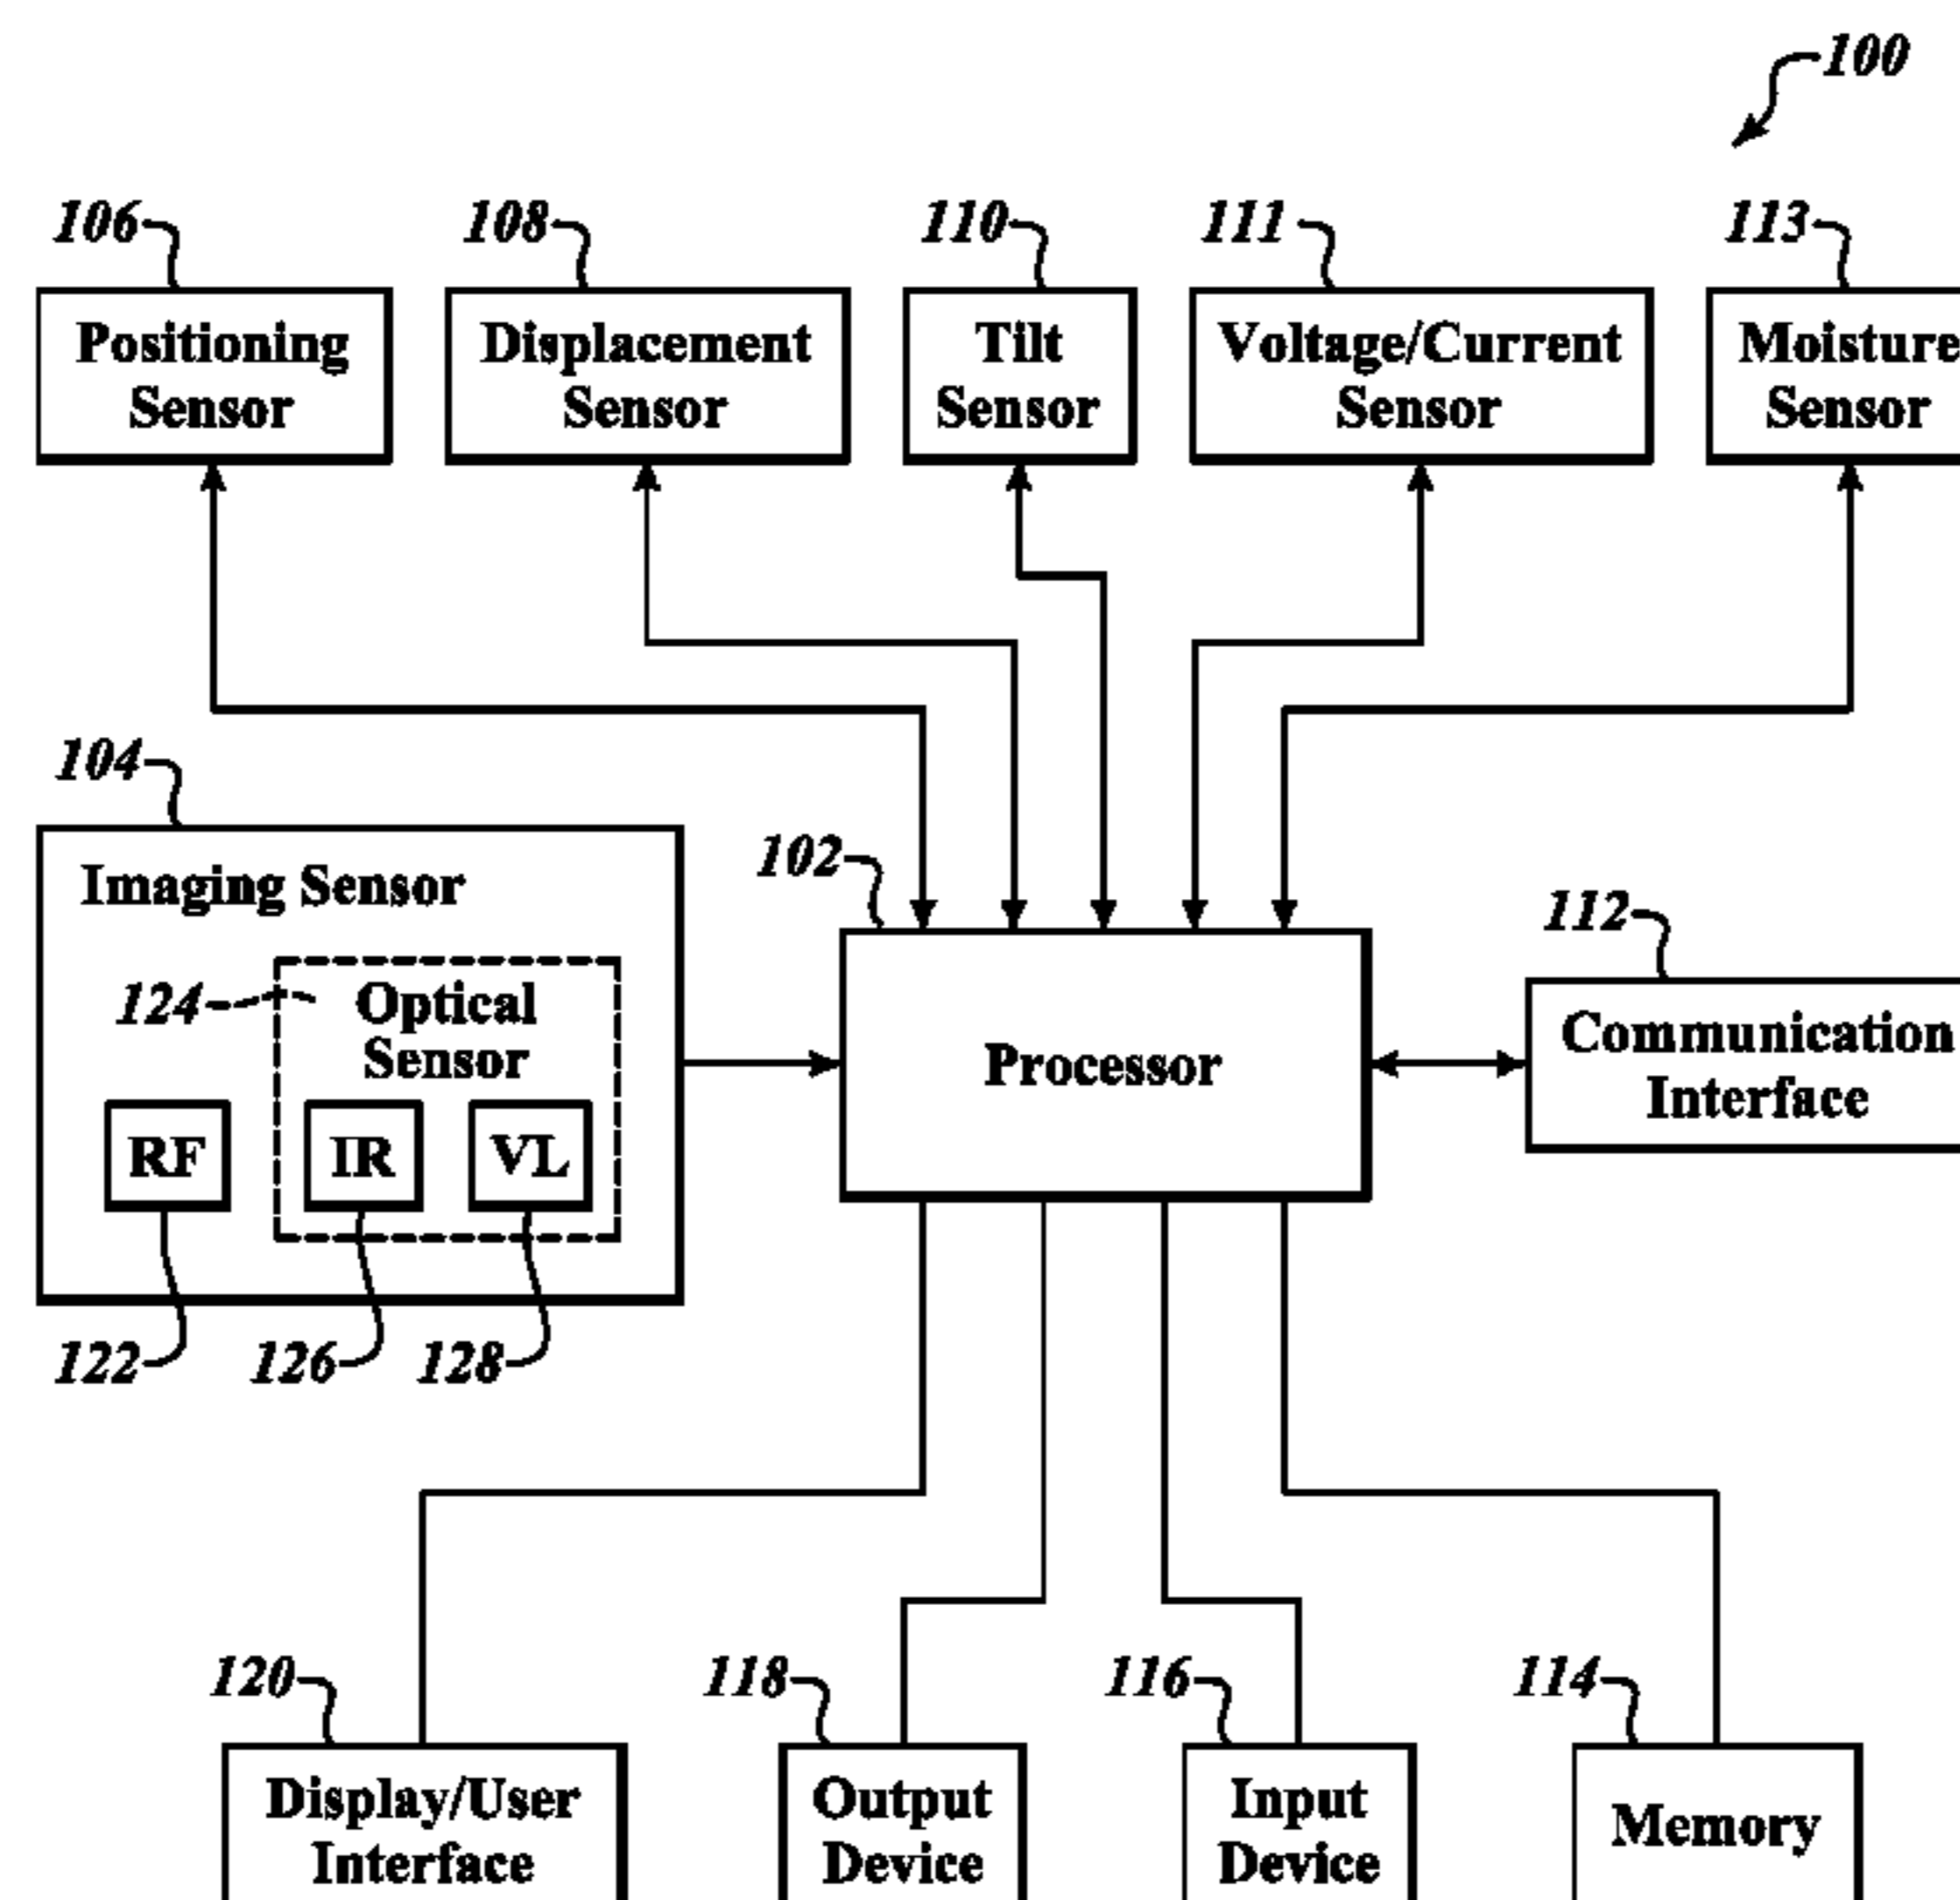 100
106
108
110
111
113
Positioning
Sensor
Displacement
Sensor
Tilt
Sensor
Voltage/Current
Sensor
Moisture
Sensor
104
Imaging Sensor
124
Optical
Sensor
RF
IR
VL
122
126
128
102
Processor
112
Communication
Interface
120
118
116
114
Display/User
Interface
Output
Device
Input
Device
Memory